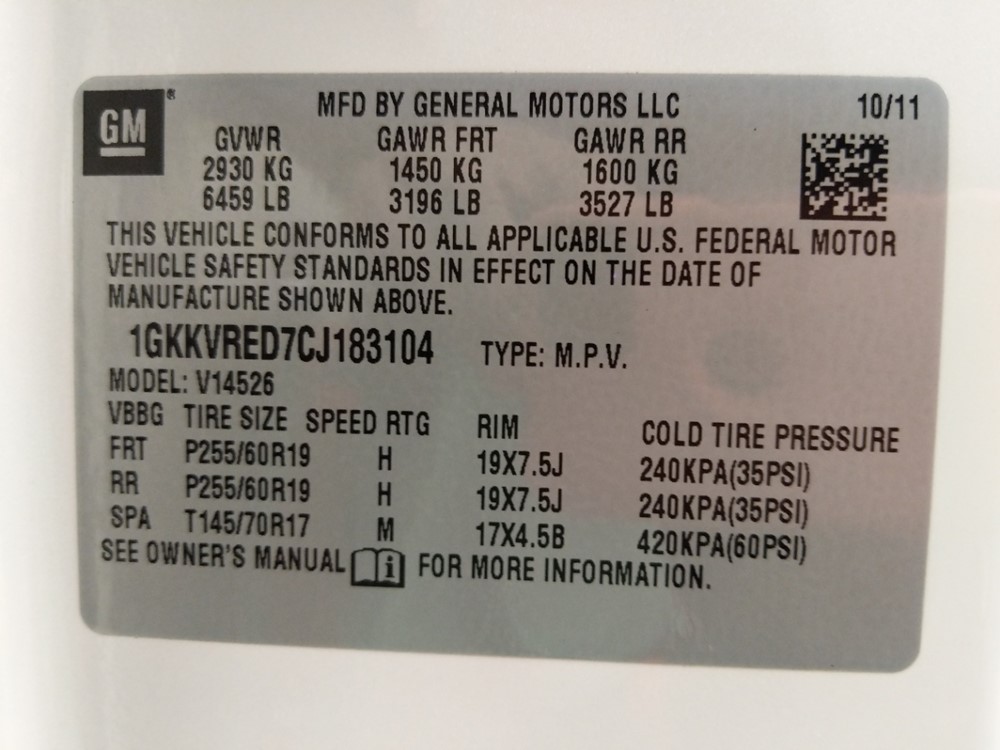 GM® MFD BY GENERAL MOTORS LLC 10/11
GVWR GAWR FRT GAWR RR
2930 KG 1450 KG 1600 KG
6459 LB 3196 LB 3527 LB
THIS VEHICLE CONFORMS TO ALL APPLICABLE U.S. FEDERAL MOTOR
VEHICLE SAFETY STANDARDS IN EFFECT ON THE DATE OF
MANUFACTURE SHOWN ABOVE.
1GKKVRED7CJ183104 TYPE: M.P.V.
MODEL: V14526
VBBG TIRE SIZE SPEED RTG RIM COLD TIRE PRESSURE
FRT P255/60R19 H 19X7.5J 240KPA(35PSI)
RR P255/60R19 H 19X7.5J 240KPA(35PSI)
SPA T145/70R17 M 17X4.5B 420KPA(60PSI)
SEE OWNER'S MANUAL i FOR MORE INFORMATION.